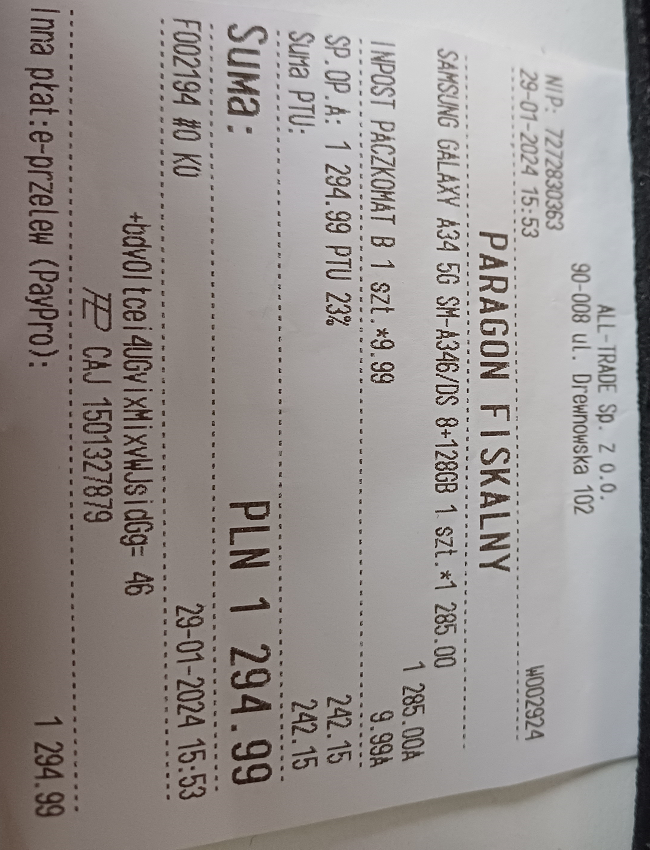 ALL-TRADE Sp. Z o.o.
90-008 ul. Drewnowska 102
NIP: 7272830363
29-01-2024 15:53 W002924
PARAGON FISKALNY
SAMSUNG GALAXY A34 5G SM-A346/DS 8+128GB 1 szt.*1 285.00
1 285.00A
INPOST PACZKOMAT B 1 szt.*9.99 9.99A
SP.OP.A: 1 294.99 PTU 23% 242.15
Suma PTU: 242.15
Suma: PLN 1 294.99
F002194 #0 KO 29-01-2024 15:53
+bdvOltcei4UGvixMixvWJsidGg= 46
CAJ 1501327879
Inna płat:e-przelew (PayPro): 1 294.99